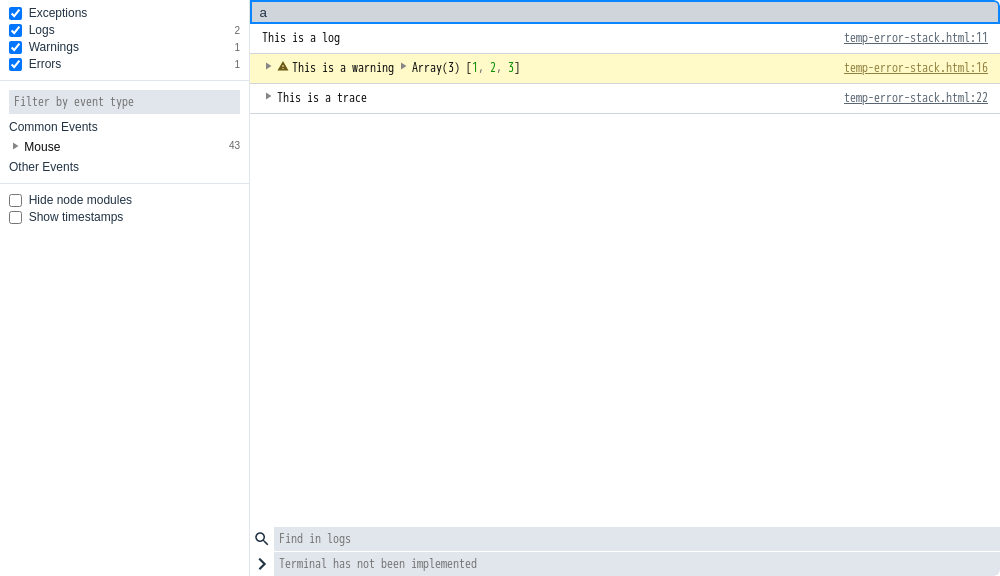 Exceptions
Logs 2
Warnings 1
Errors 1
Filter by event type
Common Events
Mouse 43
Other Events
Hide node modules
Show timestamps
a
This is a log temp-error-stack.html:11
This is a warning Array(3) [1, 2, 3] temp-error-stack.html:16
This is a trace temp-error-stack.html:22
Find in logs
Terminal has not been implemented